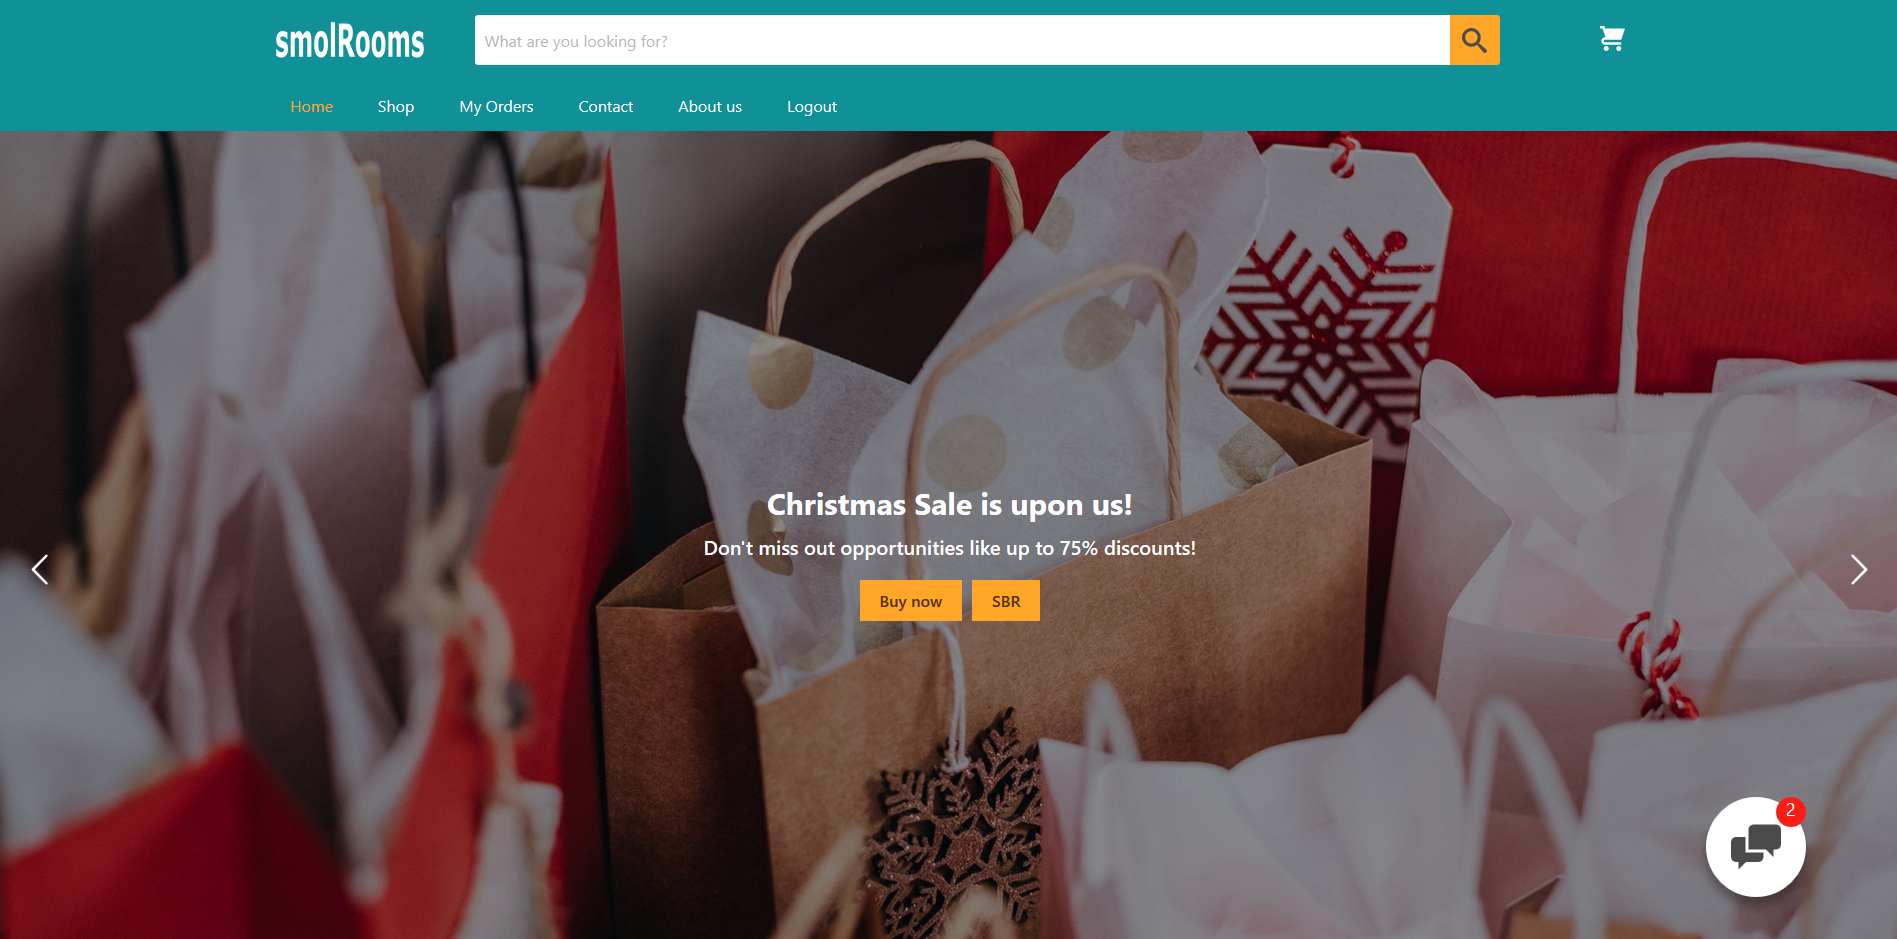 smolRooms
What are you looking for?
Home Shop My Orders Contact About us Logout
Christmas Sale is upon us!
Don't miss out opportunities like up to 75% discounts!
Buy now SBR
2